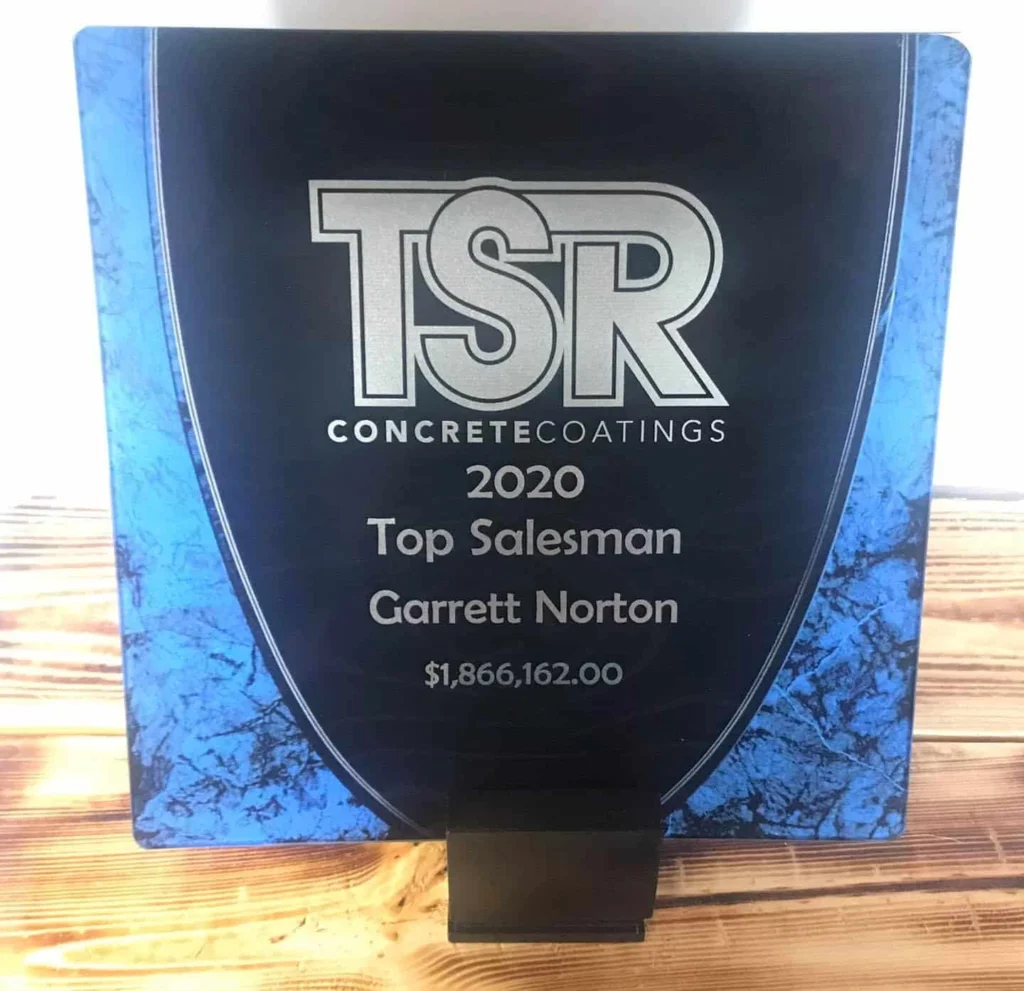 TSR
CONCRETECOATINGS
2020
Top Salesman
Garrett Norton
$1,866,162.00